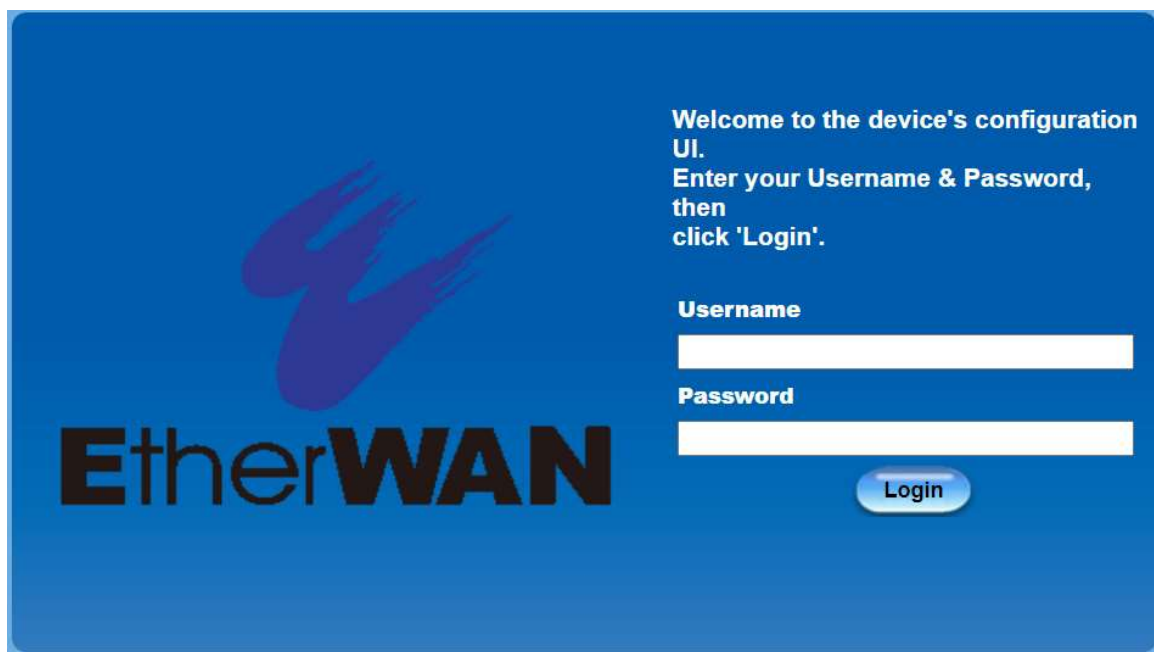 Welcome to the device's configuration
UI.
Enter your Username & Password,
then
click 'Login'.
Username
Password
EtherWAN
Login